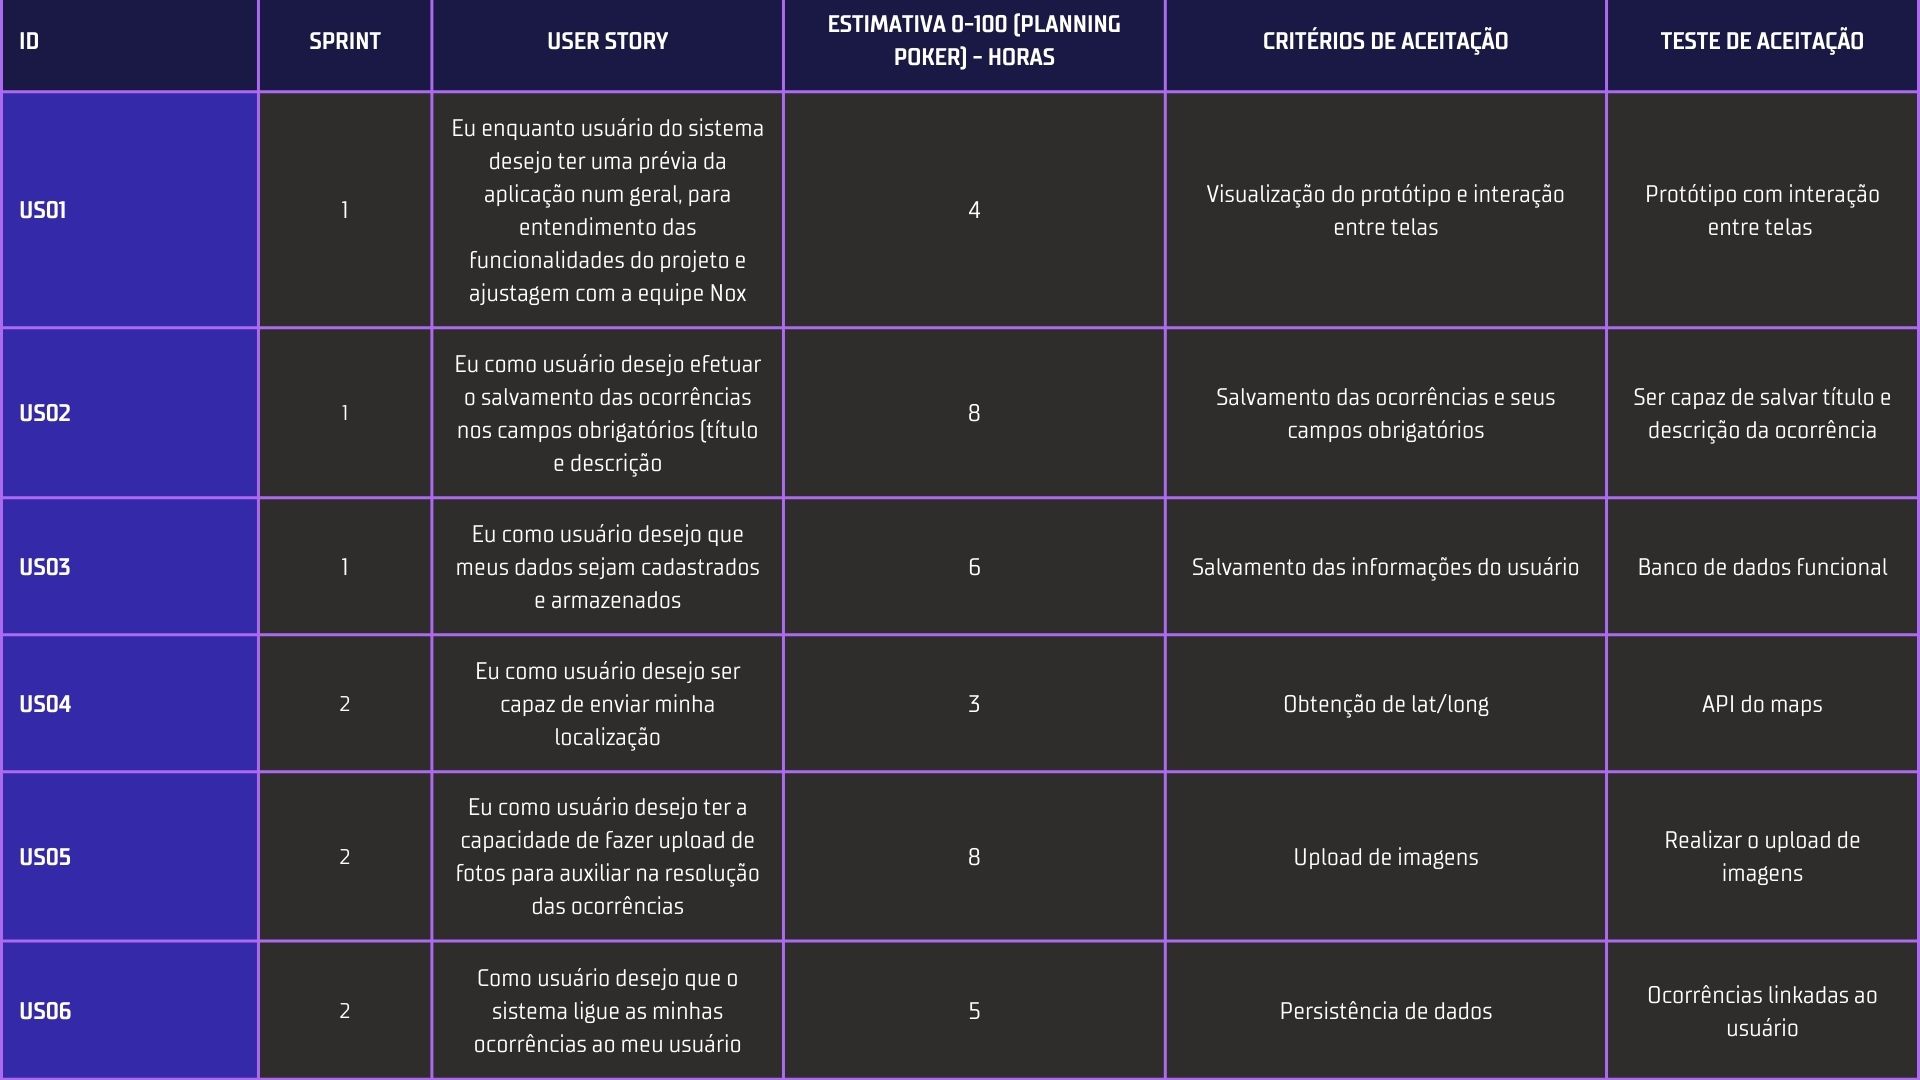 ID
SPRINT
USER STORY
ESTIMATIVA 0-100 (PLANNING
POKER) - HORAS
CRITÉRIOS DE ACEITAÇÃO
TESTE DE ACEITAÇÃO
US01
1
Eu enquanto usuário do sistema
desejo ter uma prévia da
aplicação num geral, para
entendimento das
funcionalidades do projeto e
ajustagem com a equipe Nox
4
Visualização do protótipo e interação
entre telas
Protótipo com interação
entre telas
US02
1
Eu como usuário desejo efetuar
o salvamento das ocorrências
nos campos obrigatórios (título
e descrição
8
Salvamento das ocorrências e seus
campos obrigatórios
Ser capaz de salvar título e
descrição da ocorrência
US03
1
Eu como usuário desejo que
meus dados sejam cadastrados
e armazenados
6
Salvamento das informações do usuário
Banco de dados funcional
US04
2
Eu como usuário desejo ser
capaz de enviar minha
localização
3
Obtenção de lat/long
API do maps
US05
2
Eu como usuário desejo ter a
capacidade de fazer upload de
fotos para auxiliar na resolução
das ocorrências
8
Upload de imagens
Realizar o upload de
imagens
US06
2
Como usuário desejo que o
sistema ligue as minhas
ocorrências ao meu usuário
5
Persistência de dados
Ocorrências linkadas ao
usuário